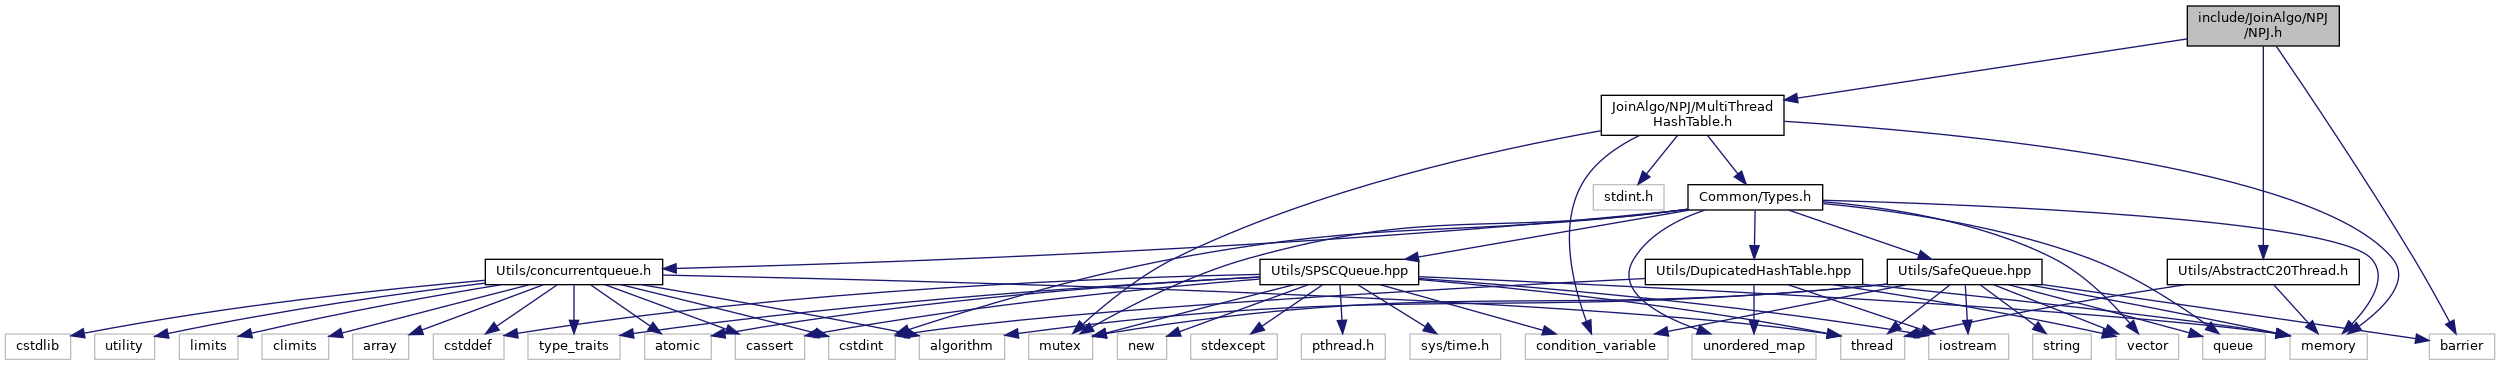 include/JoinAlgo/NPJ
/NPJ.h
JoinAlgo/NPJ/MultiThread
HashTable.h
stdint.h
Common/Types.h
Utils/concurrentqueue.h
Utils/SPSCQueue.hpp
Utils/DupicatedHashTable.hpp
Utils/SafeQueue.hpp
Utils/AbstractC20Thread.h
cstdlib
utility
limits
climits
array
cstddef
type_traits
atomic
cassert
cstdint
algorithm
mutex
new
stdexcept
pthread.h
sys/time.h
condition_variable
unordered_map
thread
iostream
string
vector
queue
memory
barrier